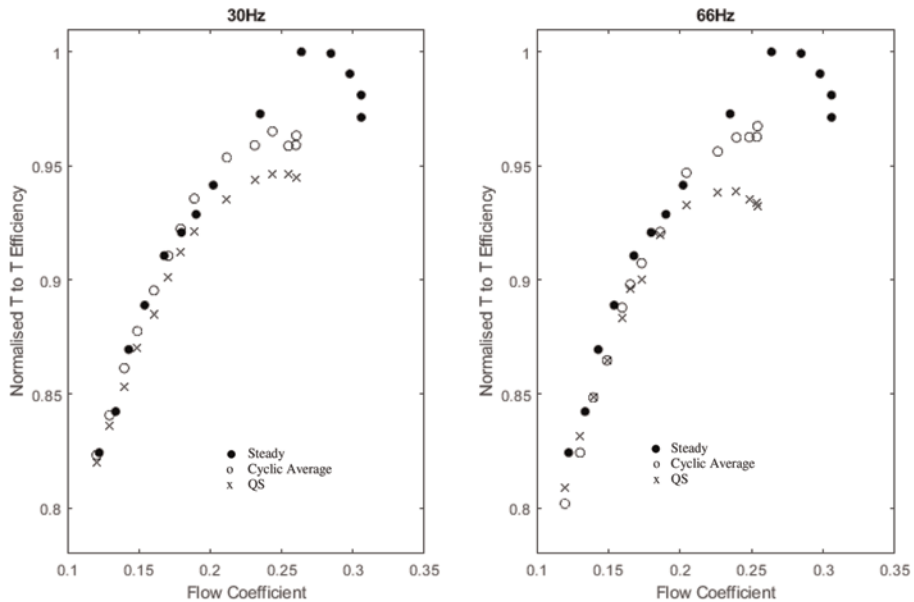 30Hz
1
0.95
0.9
0.85
0.8
Normalised T to T Efficiency
Steady
Cyclic Average
QS
0.1 0.15 0.2 0.25 0.3 0.35
Flow Coefficient
66Hz
1
0.95
0.9
0.85
0.8
Normalised T to T Efficiency
Steady
Cyclic Average
QS
0.1 0.15 0.2 0.25 0.3 0.35
Flow Coefficient